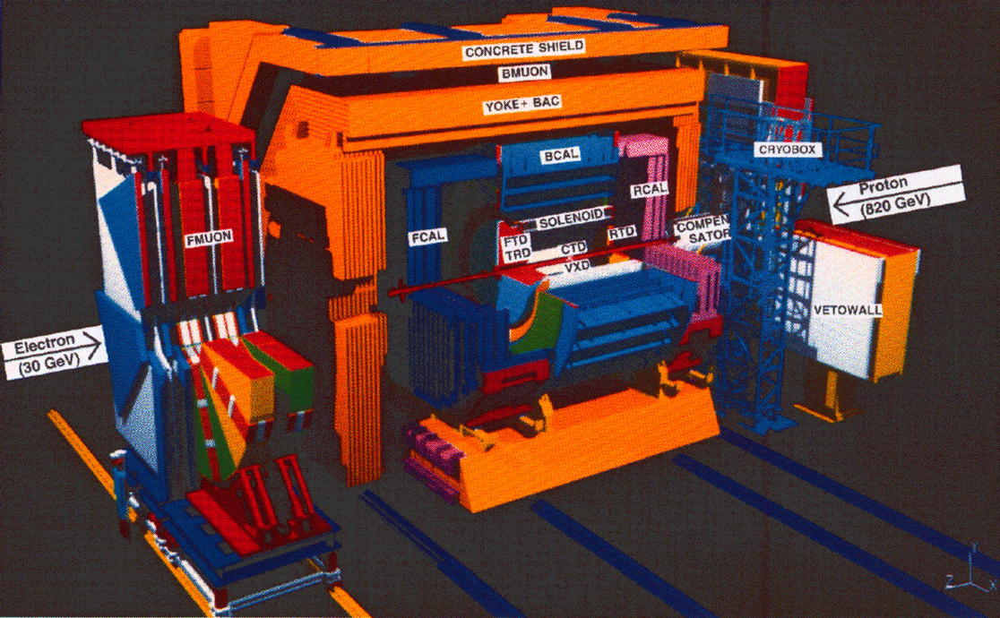 CONCRETE SHIELD
BMUON
YOKE+ BAC
CRYOBOX
BCAL
RCAL
Proton
(820 GeV)
SOLENOID
FMUON
FCAL
FTD
TRD
CTD
VXD
RTD
COMPEN
SATOR
VETOWALL
Electron
(30 GeV)
Y
Z
X